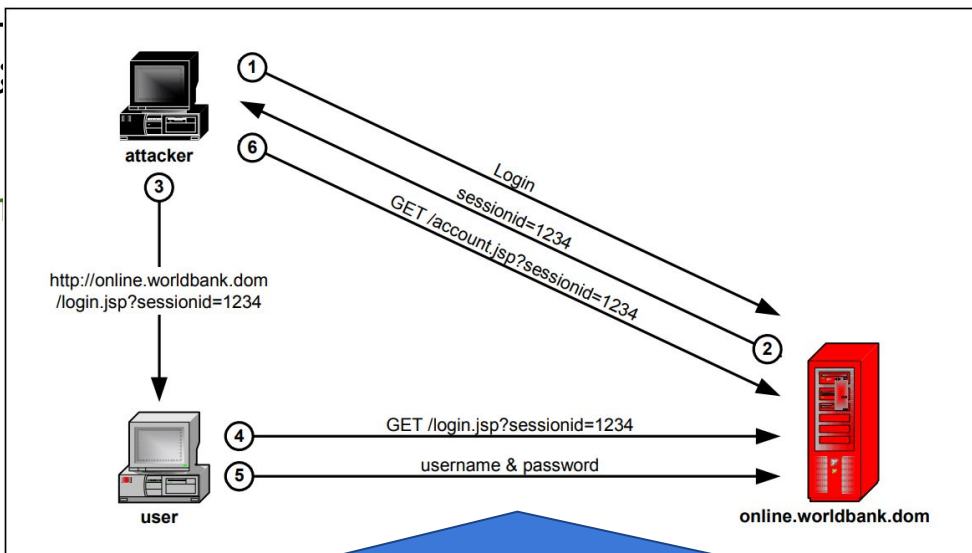 1
attacker
6
3
Login
sessionid=1234
GET /account.jsp?sessionid=1234
http://online.worldbank.dom
/login.jsp?sessionid=1234
2
4
GET /login.jsp?sessionid=1234
5
username & password
user
online.worldbank.dom